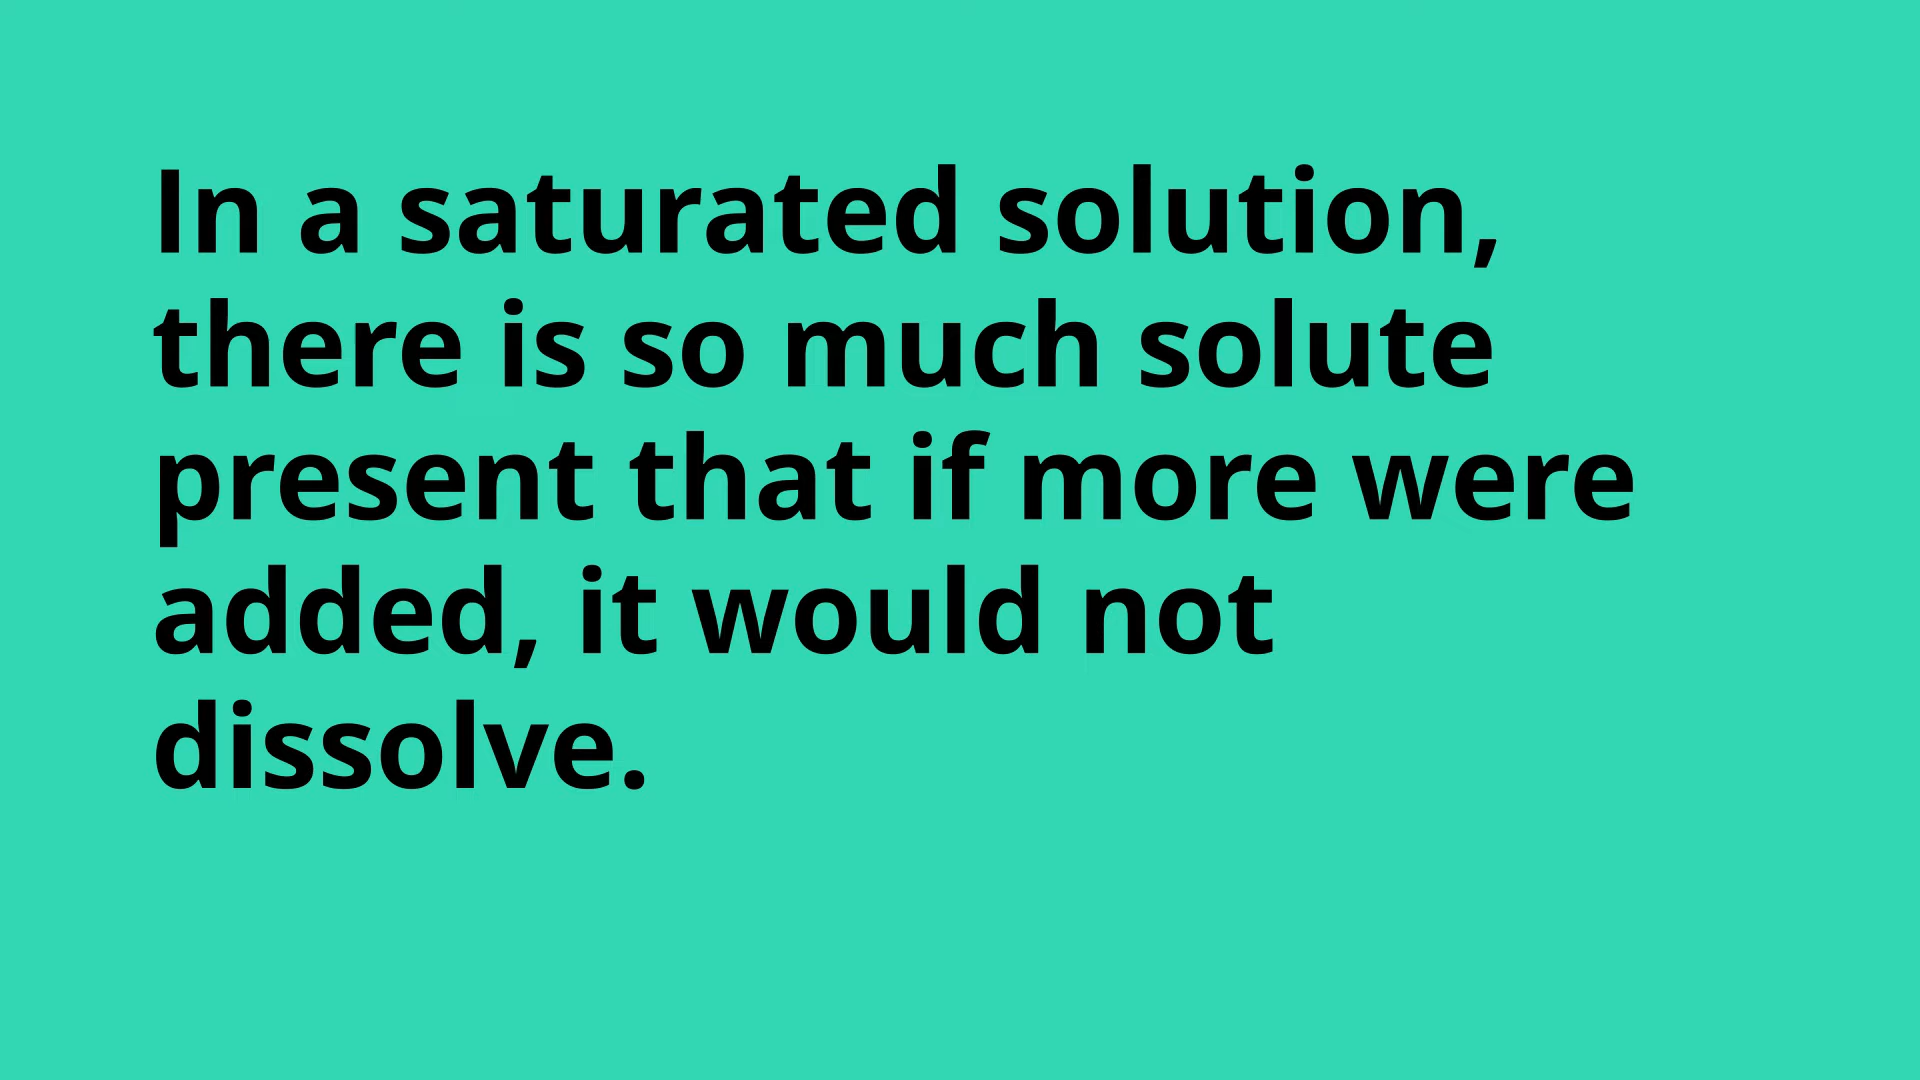 In a saturated solution,
there is so much solute
present that if more were
added, it would not
dissolve.